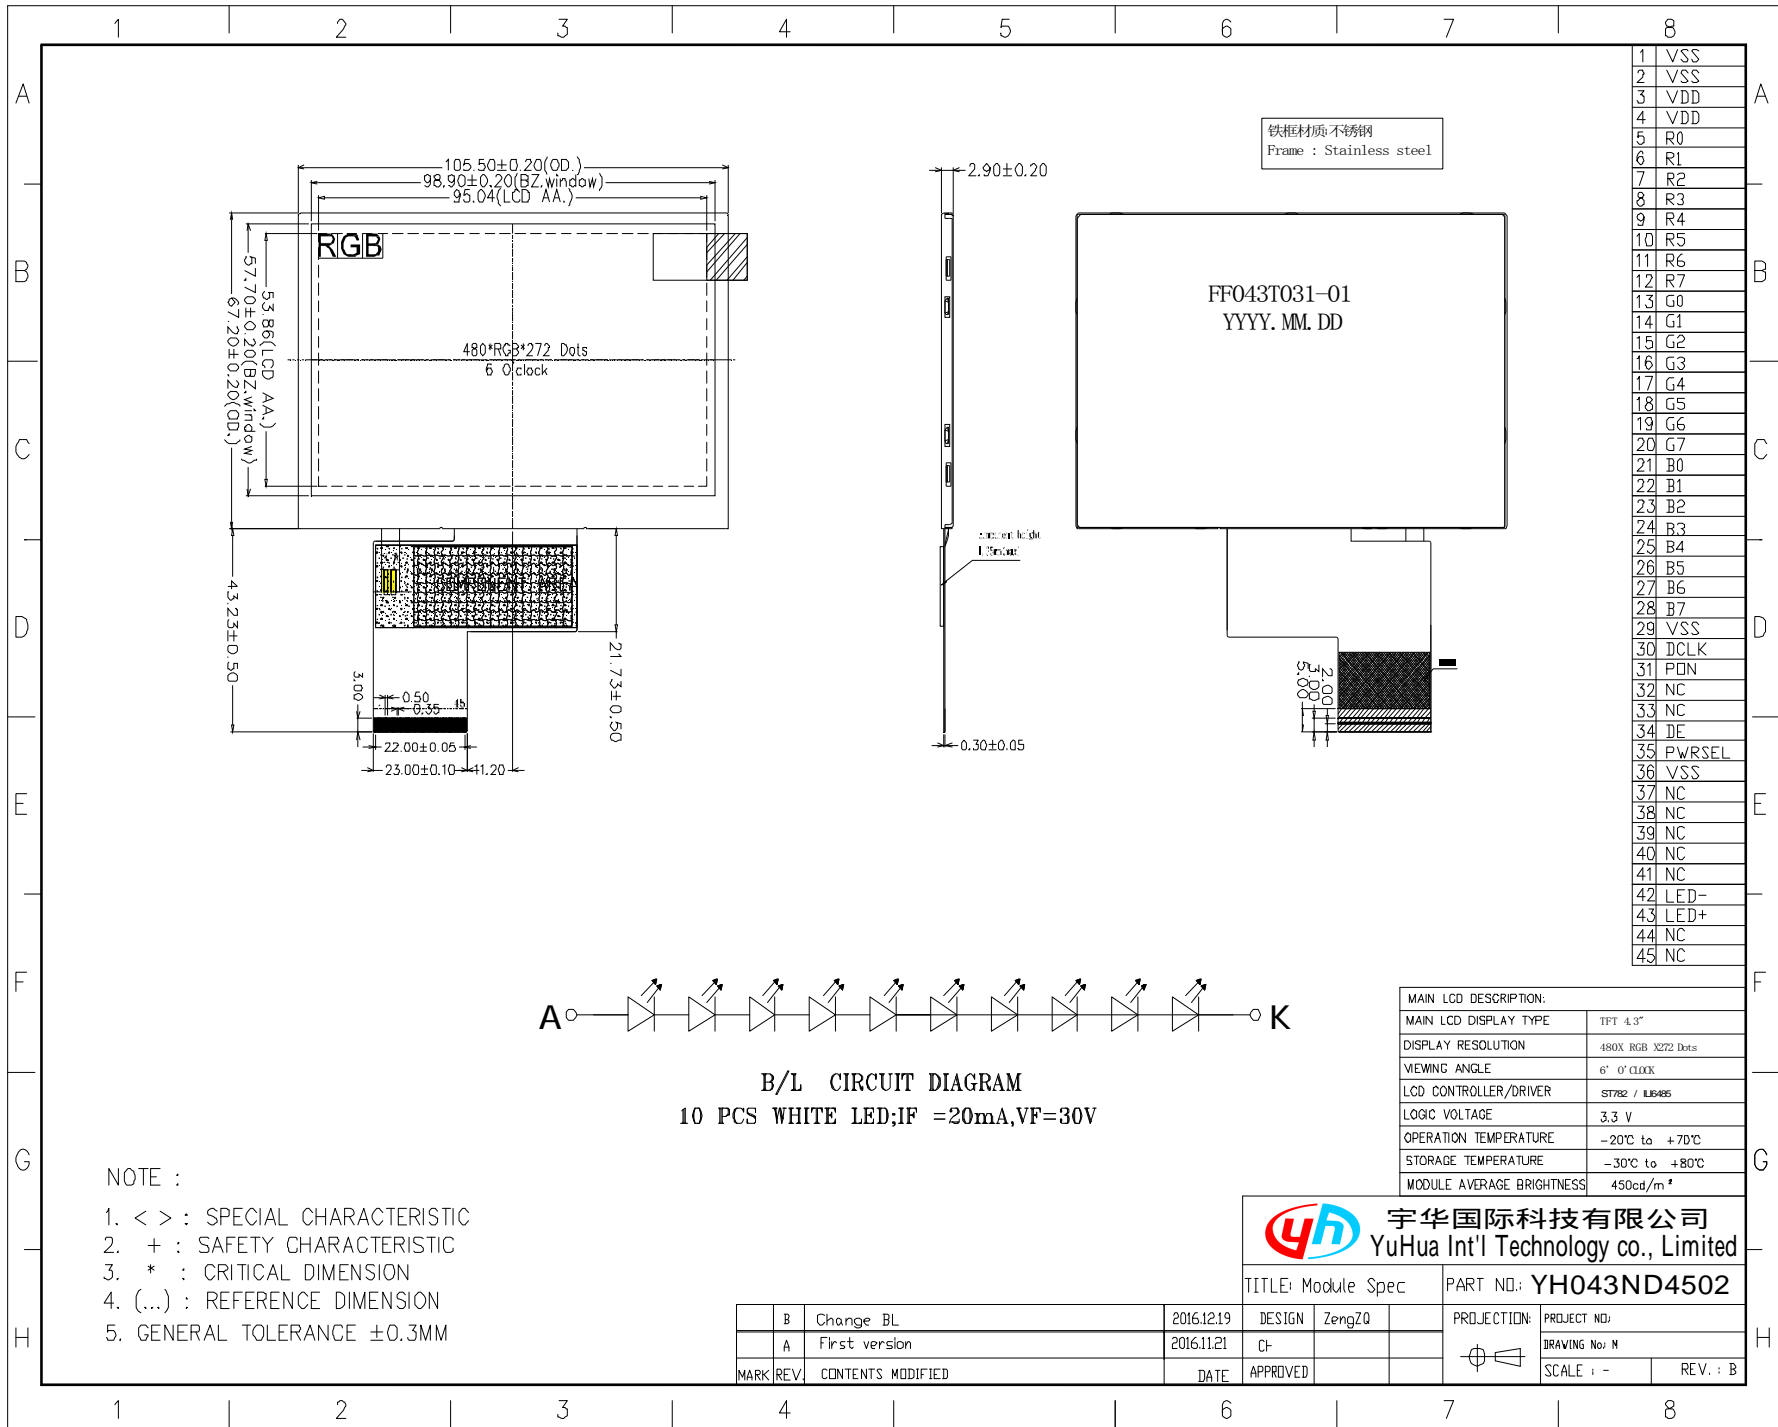 1 2 3 4 5 6 7 8
A
B
C
D
E
F
G
H
A
B
C
D
E
F
G
H
105.50±0.20(OD.)
98.90±0.20(BZ.window)
95.04(LCD AA.)
RGB
53.86(LCD AA.)
57.70±0.20(BZ.window)
67.20±0.20(OD.)
480*RGB*272 Dots
6 O'clock
COMPONENT AREA
43.23±0.50
21.73±0.50
3.00
0.50
0.35
45
22.00±0.05
23.00±0.10
11.20
2.90±0.20
height
0.30±0.05
铁框材质:不锈钢
Frame : Stainless steel
FF043T031-01
YYYY.MM.DD
2.00
3.00
5.00
1 VSS
2 VSS
3 VDD
4 VDD
5 R0
6 R1
7 R2
8 R3
9 R4
10 R5
11 R6
12 R7
13 G0
14 G1
15 G2
16 G3
17 G4
18 G5
19 G6
20 G7
21 B0
22 B1
23 B2
24 B3
25 B4
26 B5
27 B6
28 B7
29 VSS
30 DCLK
31 PON
32 NC
33 NC
34 DE
35 PWRSEL
36 VSS
37 NC
38 NC
39 NC
40 NC
41 NC
42 LED-
43 LED+
44 NC
45 NC
A K
B/L CIRCUIT DIAGRAM
10 PCS WHITE LED;IF =20mA,VF=30V
NOTE :
1. < > : SPECIAL CHARACTERISTIC
2. + : SAFETY CHARACTERISTIC
3. * : CRITICAL DIMENSION
4. (...) : REFERENCE DIMENSION
5. GENERAL TOLERANCE ±0.3MM
MAIN LCD DESCRIPTION:
MAIN LCD DISPLAY TYPE TFT 4.3"
DISPLAY RESOLUTION 480X RGB X272 Dots
VIEWING ANGLE 6' O'CLOCK
LCD CONTROLLER/DRIVER ST782 / ILI6485
LOGIC VOLTAGE 3.3 V
OPERATION TEMPERATURE -20℃ to +70℃
STORAGE TEMPERATURE -30℃ to +80℃
MODULE AVERAGE BRIGHTNESS 450cd/m²
yh
宇华国际科技有限公司
YuHua Int'l Technology co., Limited
TITLE: Module Spec PART NO.: YH043ND4502
B Change BL 2016.12.19 DESIGN ZengZQ PROJECTION: PROJECT NO:
A First version 2016.11.21 CH DRAWING No: M
MARK REV. CONTENTS MODIFIED DATE APPROVED SCALE : - REV. : B
1 2 3 4 5 6 7 8